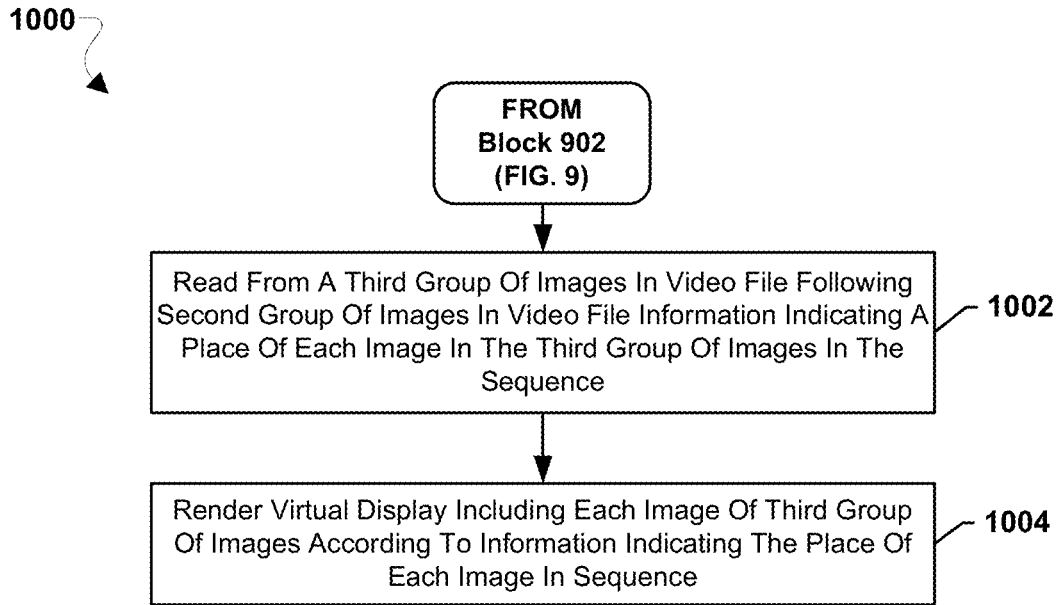 1000
FROM
Block 902
(FIG. 9)
Read From A Third Group Of Images In Video File Following
Second Group Of Images In Video File Information Indicating A
Place Of Each Image In The Third Group Of Images In The
Sequence
1002
Render Virtual Display Including Each Image Of Third Group
Of Images According To Information Indicating The Place Of
Each Image In Sequence
1004